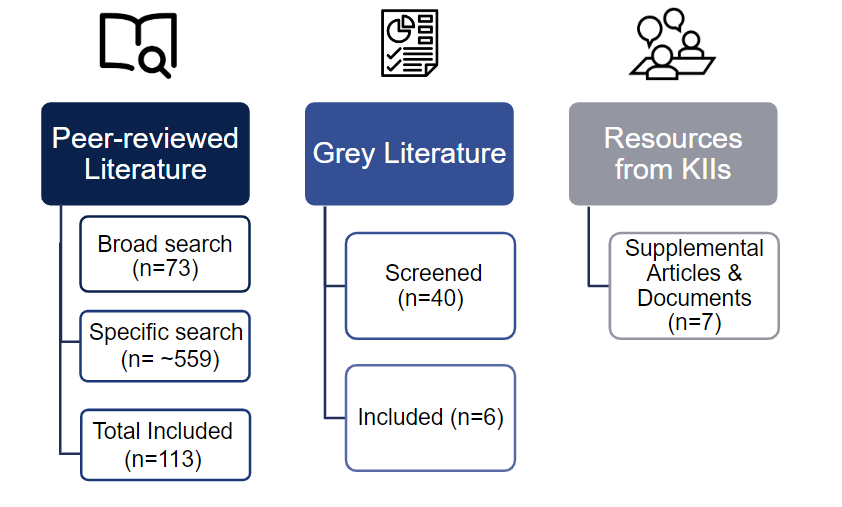 Peer-reviewed
Literature
Broad search
(n=73)
Specific search
(n= ~559)
Total Included
(n=113)
Grey Literature
Screened
(n=40)
Included (n=6)
Resources
from KIIs
Supplemental
Articles &
Documents
(n=7)